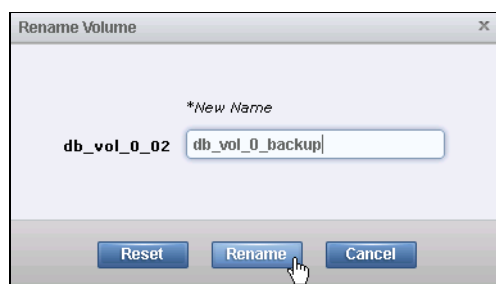 Rename Volume x
*New Name
db_vol_0_02 db_vol_0_backup
Reset Rename Cancel